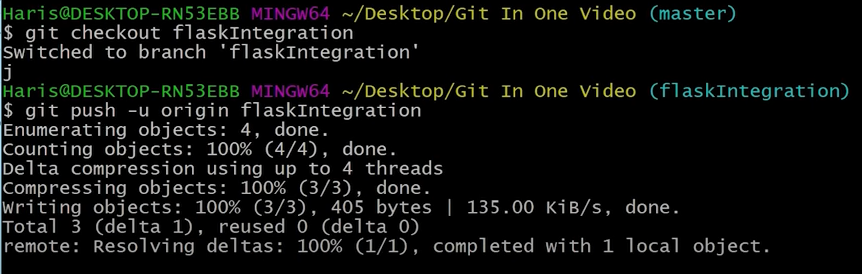 Haris@DESKTOP-RN53EBB MINGW64 ~/Desktop/Git In One Video (master)
$ git checkout flaskIntegration
Switched to branch 'flaskIntegration'
j
Haris@DESKTOP-RN53EBB MINGW64 ~/Desktop/Git In One Video (flaskIntegration)
$ git push -u origin flaskIntegration
Enumerating objects: 4, done.
Counting objects: 100% (4/4), done.
Delta compression using up to 4 threads
Compressing objects: 100% (3/3), done.
Writing objects: 100% (3/3), 405 bytes | 135.00 KiB/s, done.
Total 3 (delta 1), reused 0 (delta 0)
remote: Resolving deltas: 100% (1/1), completed with 1 local object.